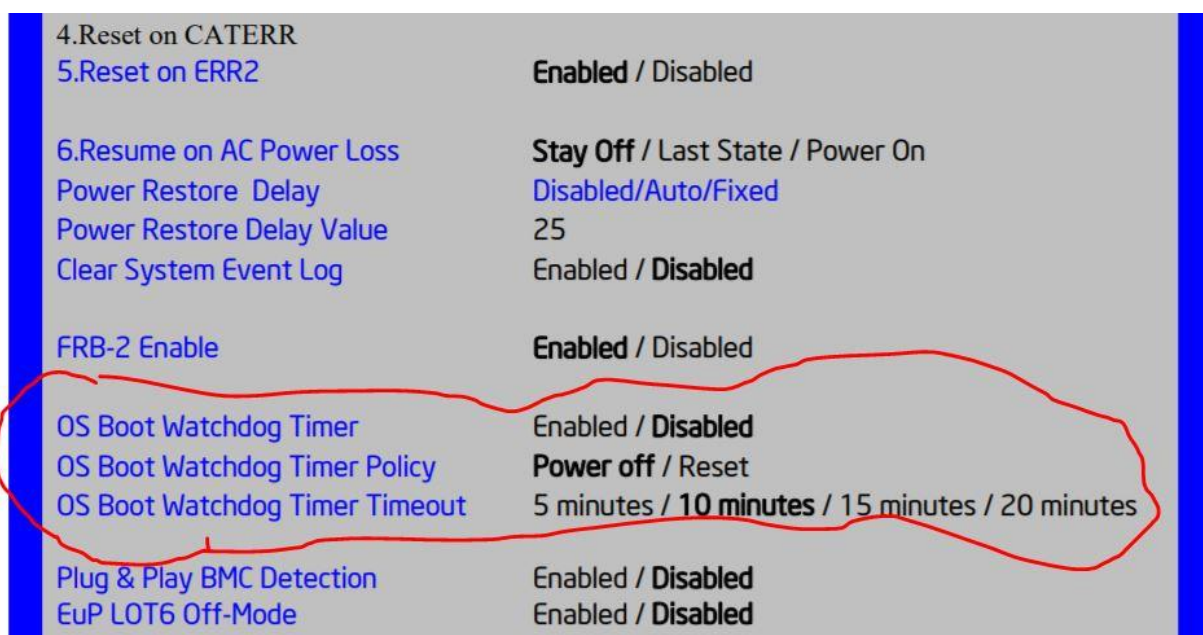 4.Reset on CATERR
5.Reset on ERR2 Enabled / Disabled
6.Resume on AC Power Loss Stay Off / Last State / Power On
Power Restore Delay Disabled/Auto/Fixed
Power Restore Delay Value 25
Clear System Event Log Enabled / Disabled
FRB-2 Enable Enabled / Disabled
OS Boot Watchdog Timer Enabled / Disabled
OS Boot Watchdog Timer Policy Power off / Reset
OS Boot Watchdog Timer Timeout 5 minutes / 10 minutes / 15 minutes / 20 minutes
Plug & Play BMC Detection Enabled / Disabled
EuP LOT6 Off-Mode Enabled / Disabled